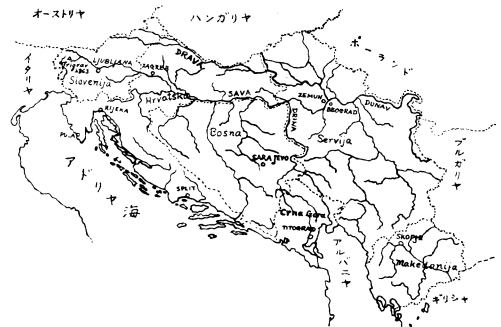 オーストリヤ
ハンガリヤ
ポーランド
イタリヤ
DRAVA
LJUBLJANA
ZAGREB
Slovenija
Hrvatska
SAVA
ZEMUN
BEOGRAD
DUNAV
RIJEKA
DRINA
Bosna
Servija
ブルガリヤ
SARAJEVO
アドリヤ海
SPLIT
Crna Gora
TITOGRAD
アルバニヤ
SKOPJE
Makedonija
ギリシャ